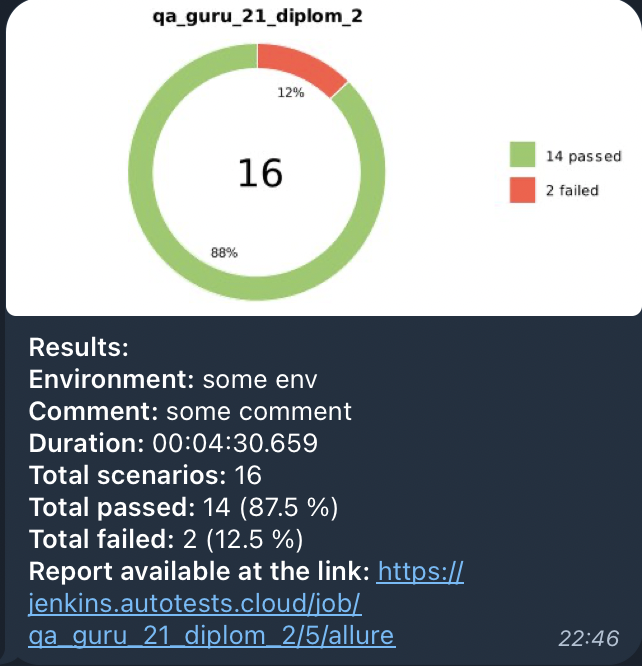 qa_guru_21_diplom_2
12%
16
14 passed
2 failed
88%
Results:
Environment: some env
Comment: some comment
Duration: 00:04:30.659
Total scenarios: 16
Total passed: 14 (87.5 %)
Total failed: 2 (12.5 %)
Report available at the link: https://
jenkins.autotests.cloud/job/
qa_guru_21_diplom_2/5/allure
22:46